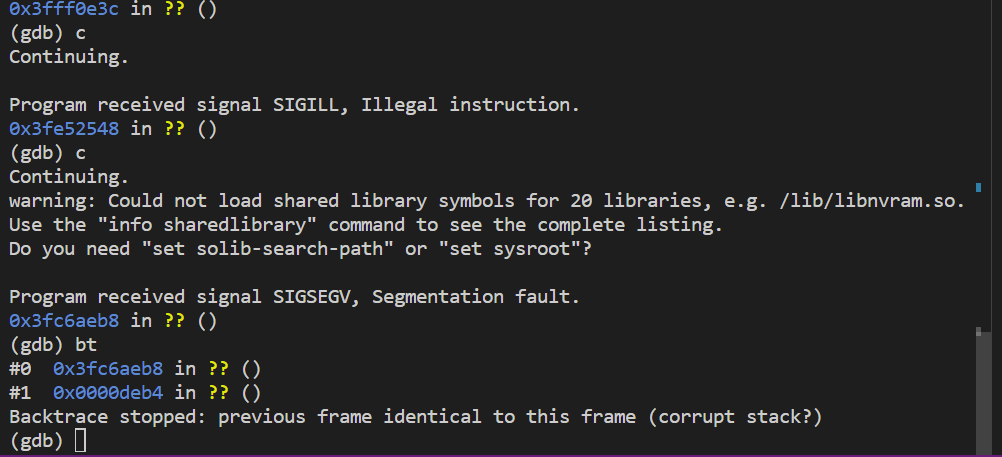 0x3fff0e3c in ?? ()
(gdb) c
Continuing.
Program received signal SIGILL, Illegal instruction.
0x3fe52548 in ?? ()
(gdb) c
Continuing.
warning: Could not load shared library symbols for 20 libraries, e.g. /lib/libnvram.so.
Use the "info sharedlibrary" command to see the complete listing.
Do you need "set solib-search-path" or "set sysroot"?
Program received signal SIGSEGV, Segmentation fault.
0x3fc6aeb8 in ?? ()
(gdb) bt
#0  0x3fc6aeb8 in ?? ()
#1  0x0000deb4 in ?? ()
Backtrace stopped: previous frame identical to this frame (corrupt stack?)
(gdb)